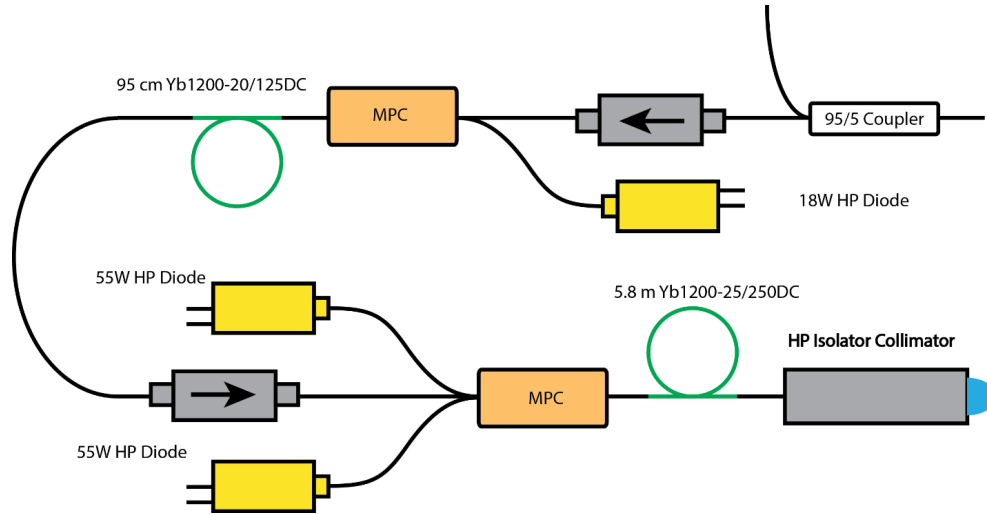 95 cm Yb1200-20/125DC
MPC
95/5 Coupler
18W HP Diode
55W HP Diode
5.8 m Yb1200-25/250DC
HP Isolator Collimator
MPC
55W HP Diode